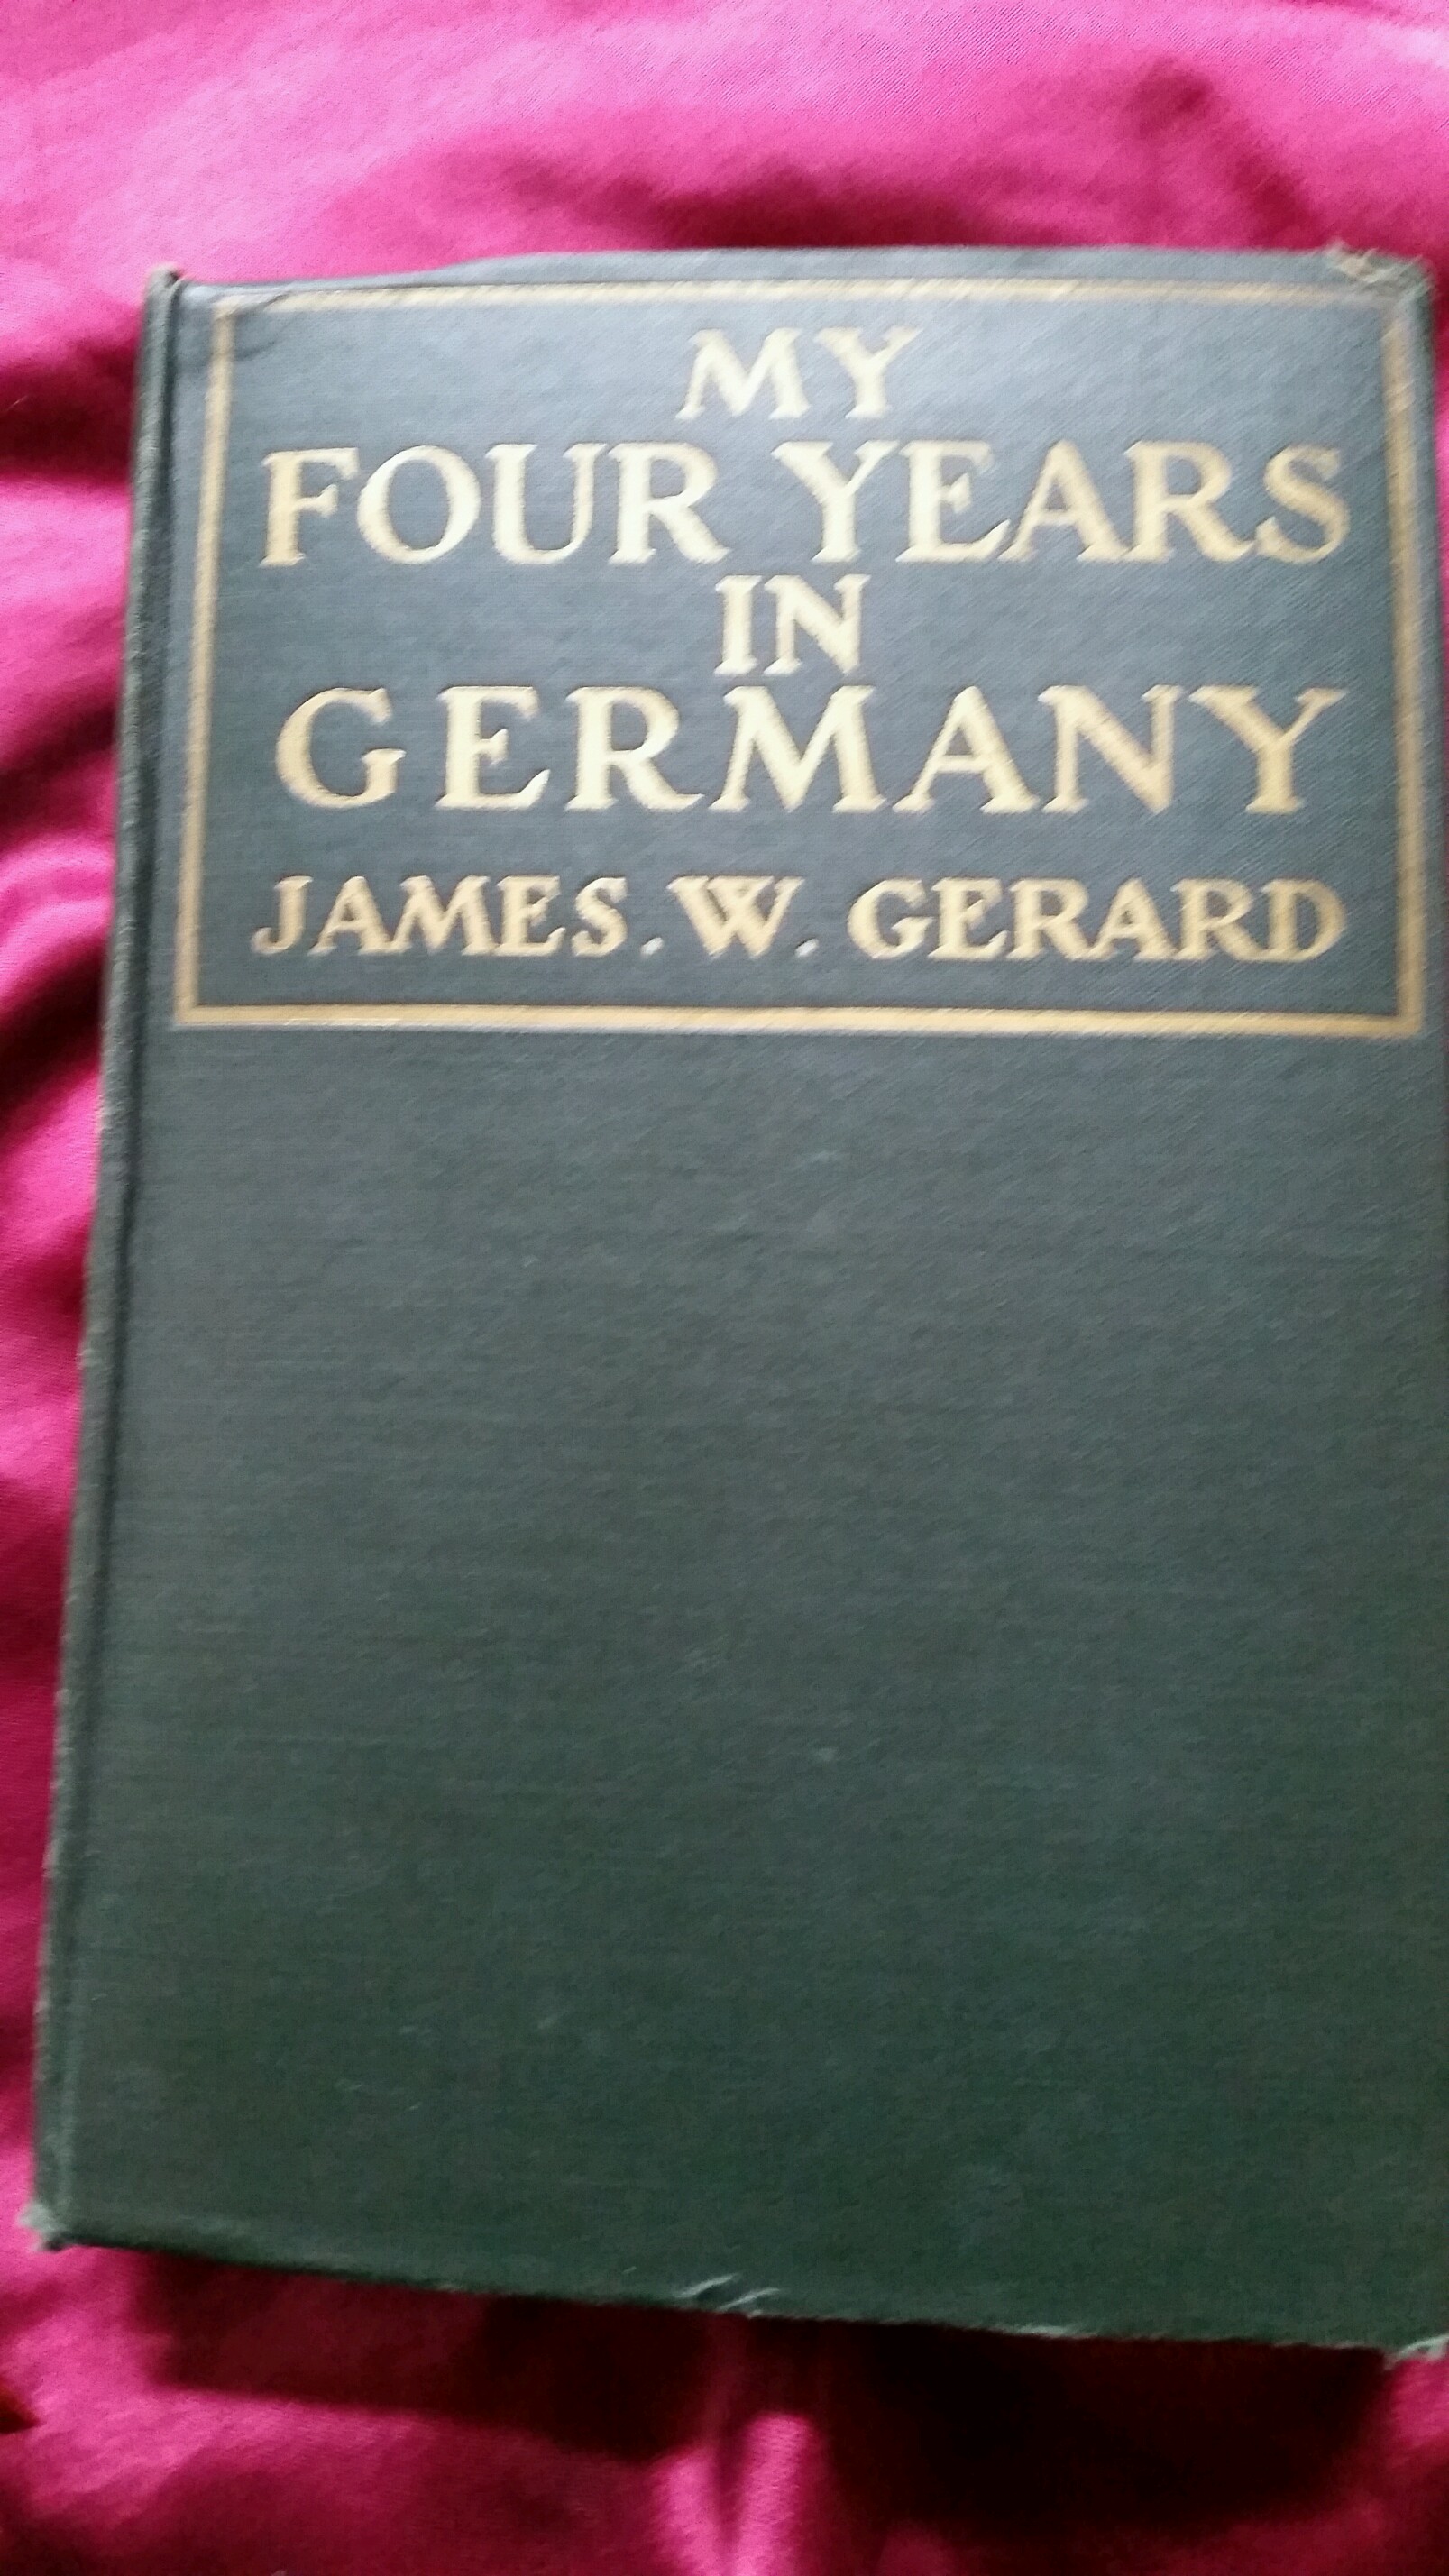 MY
FOUR YEARS
IN
GERMANY
JAMES. W. GERARD